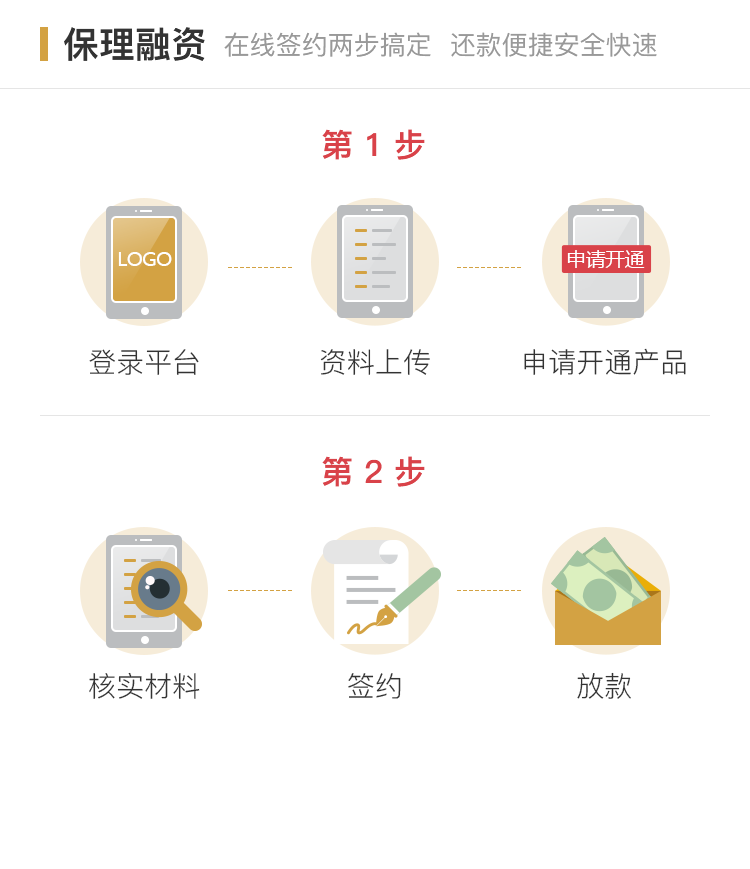 保理融资 在线签约两步搞定 还款便捷安全快速
第 1 步
LOGO
申请开通
登录平台 资料上传 申请开通产品
第 2 步
核实材料 签约 放款